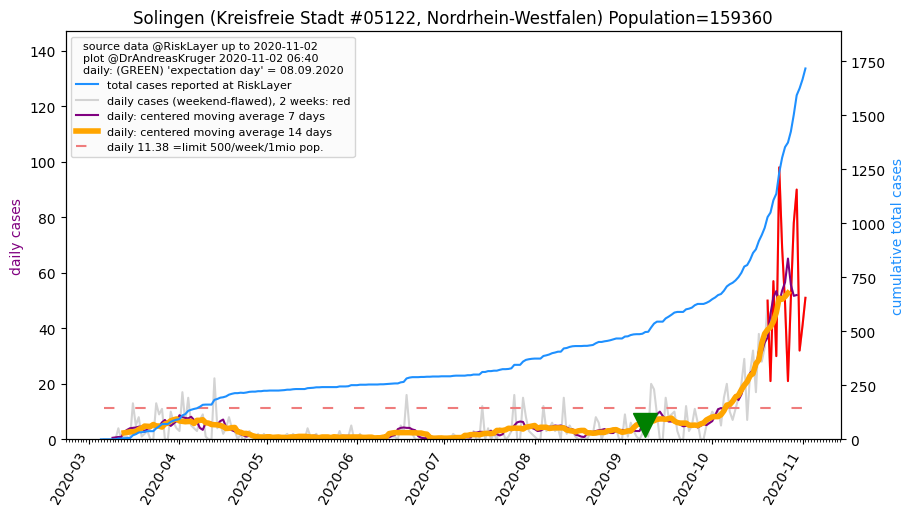 Solingen (Kreisfreie Stadt #05122, Nordrhein-Westfalen) Population=159360
source data @RiskLayer up to 2020-11-02
plot @DrAndreasKruger 2020-11-02 06:40
daily: (GREEN) 'expectation day' = 08.09.2020
total cases reported at RiskLayer
daily cases (weekend-flawed), 2 weeks: red
daily: centered moving average 7 days
daily: centered moving average 14 days
daily 11.38 =limit 500/week/1mio pop.
daily cases
140
120
100
80
60
40
20
0
1750
1500
1250
1000
750
500
250
0
cumulative total cases
2020-03
2020-04
2020-05
2020-06
2020-07
2020-08
2020-09
2020-10
2020-11